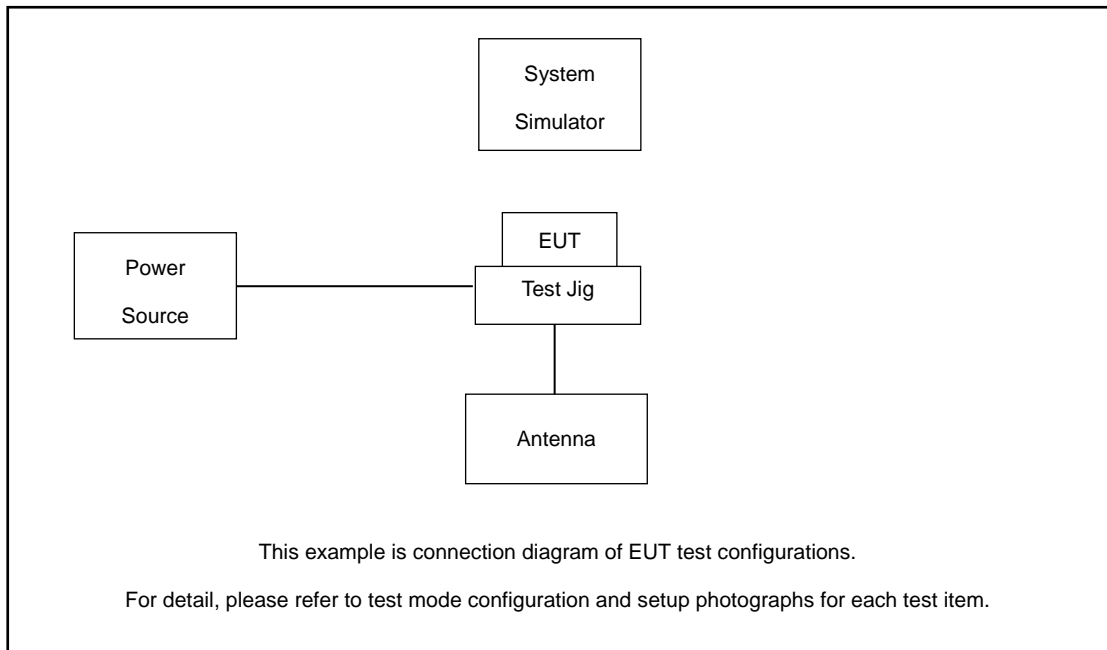 System
Simulator
EUT
Power
Source
Test Jig
Antenna
This example is connection diagram of EUT test configurations.
For detail, please refer to test mode configuration and setup photographs for each test item.